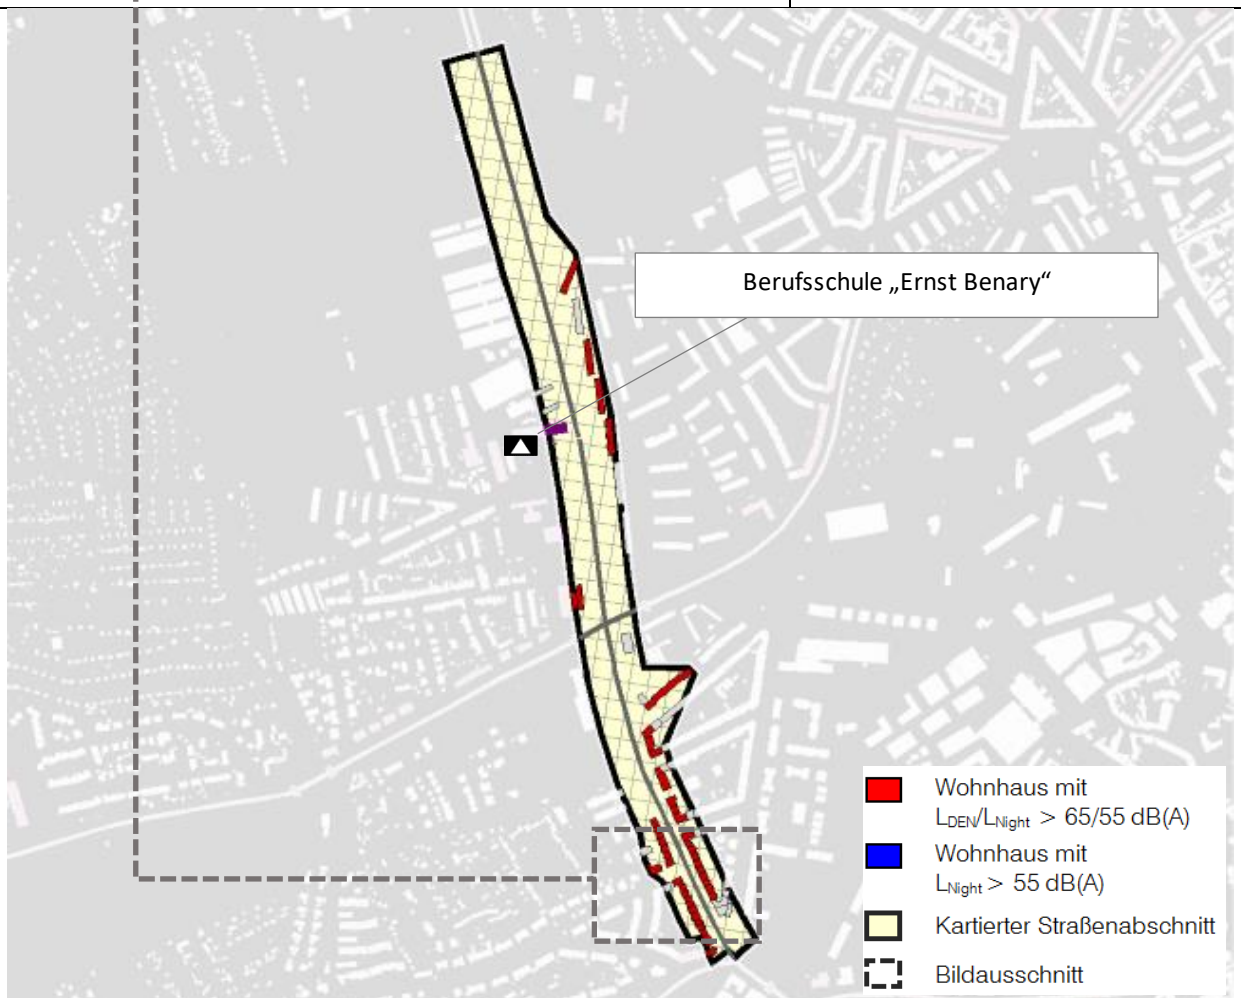 Berufsschule „Ernst Benary“
Wohnhaus mit
LDEN/LNight > 65/55 dB(A)
Wohnhaus mit
LNight > 55 dB(A)
Kartierter Straßenabschnitt
Bildausschnitt